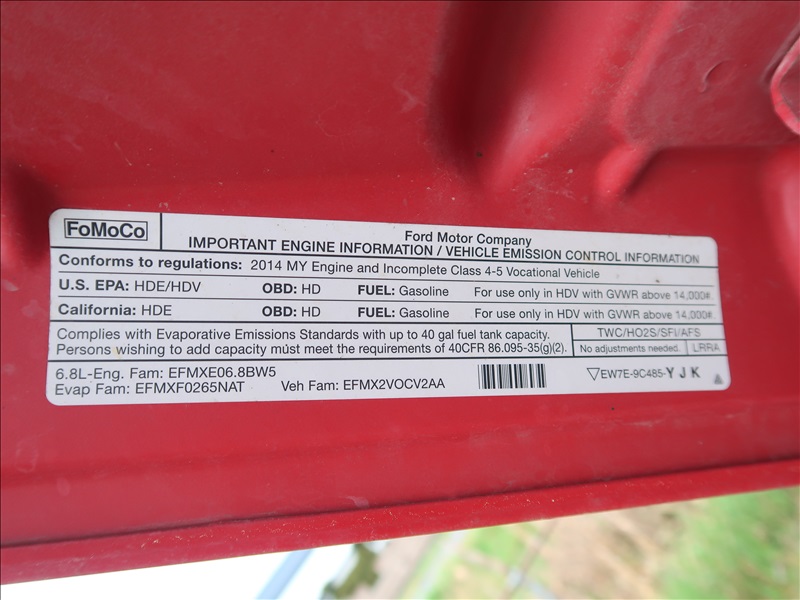 FoMoCo
Ford Motor Company
IMPORTANT ENGINE INFORMATION / VEHICLE EMISSION CONTROL INFORMATION
Conforms to regulations: 2014 MY Engine and Incomplete Class 4-5 Vocational Vehicle
U.S. EPA: HDE/HDV OBD: HD FUEL: Gasoline For use only in HDV with GVWR above 14,000#.
California: HDE OBD: HD FUEL: Gasoline For use only in HDV with GVWR above 14,000#.
Complies with Evaporative Emissions Standards with up to 40 gal fuel tank capacity.
Persons wishing to add capacity must meet the requirements of 40CFR 86.095-35(g)(2).
TWC/HO2S/SFI/AFS
No adjustments needed. LRRA
6.8L-Eng. Fam: EFMXE06.8BW5
Evap Fam: EFMXF0265NAT Veh Fam: EFMX2VOCV2AA
EW7E-9C485-Y J K